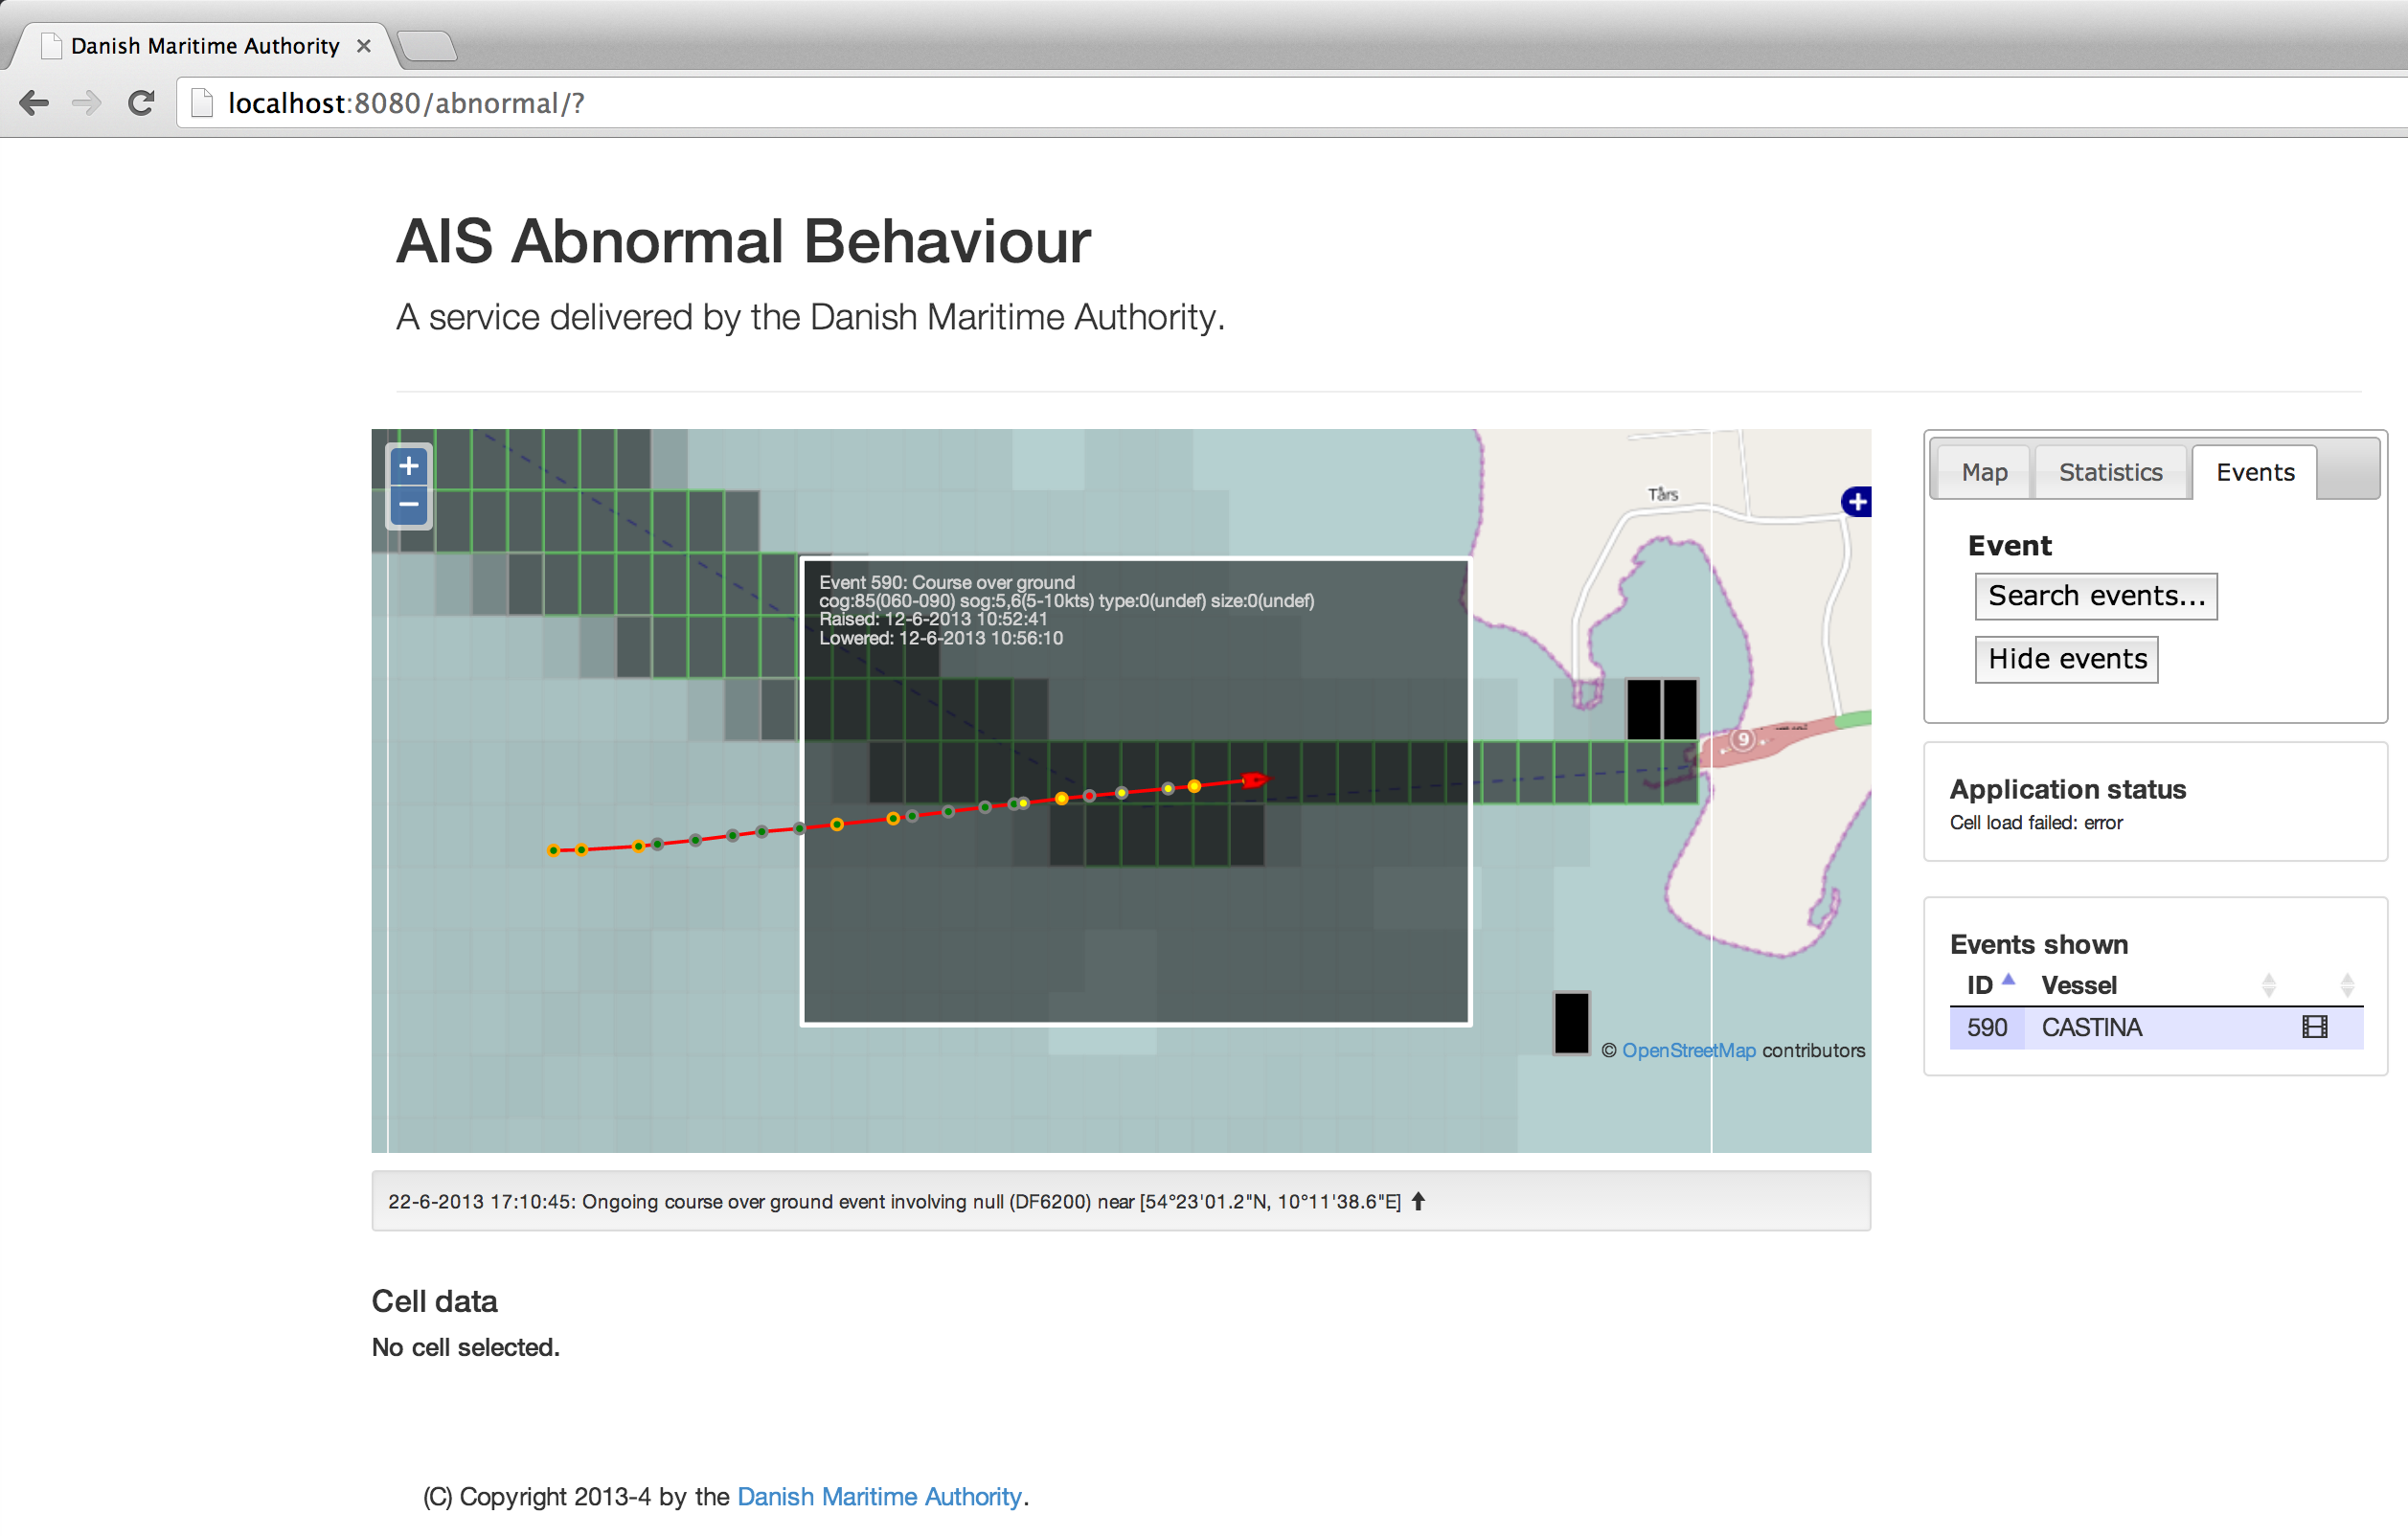 Danish Maritime Authority
localhost:8080/abnormal/?
AIS Abnormal Behaviour
A service delivered by the Danish Maritime Authority.
Tårs
Event 590: Course over ground
cog:85(060-090) sog:5,6(5-10kts) type:0(undef) size:0(undef)
Raised: 12-6-2013 10:52:41
Lowered: 12-6-2013 10:56:10
9
© OpenStreetMap contributors
Map Statistics Events
Event
Search events...
Hide events
Application status
Cell load failed: error
Events shown
ID Vessel
590 CASTINA
22-6-2013 17:10:45: Ongoing course over ground event involving null (DF6200) near [54°23'01.2"N, 10°11'38.6"E]
Cell data
No cell selected.
(C) Copyright 2013-4 by the Danish Maritime Authority.